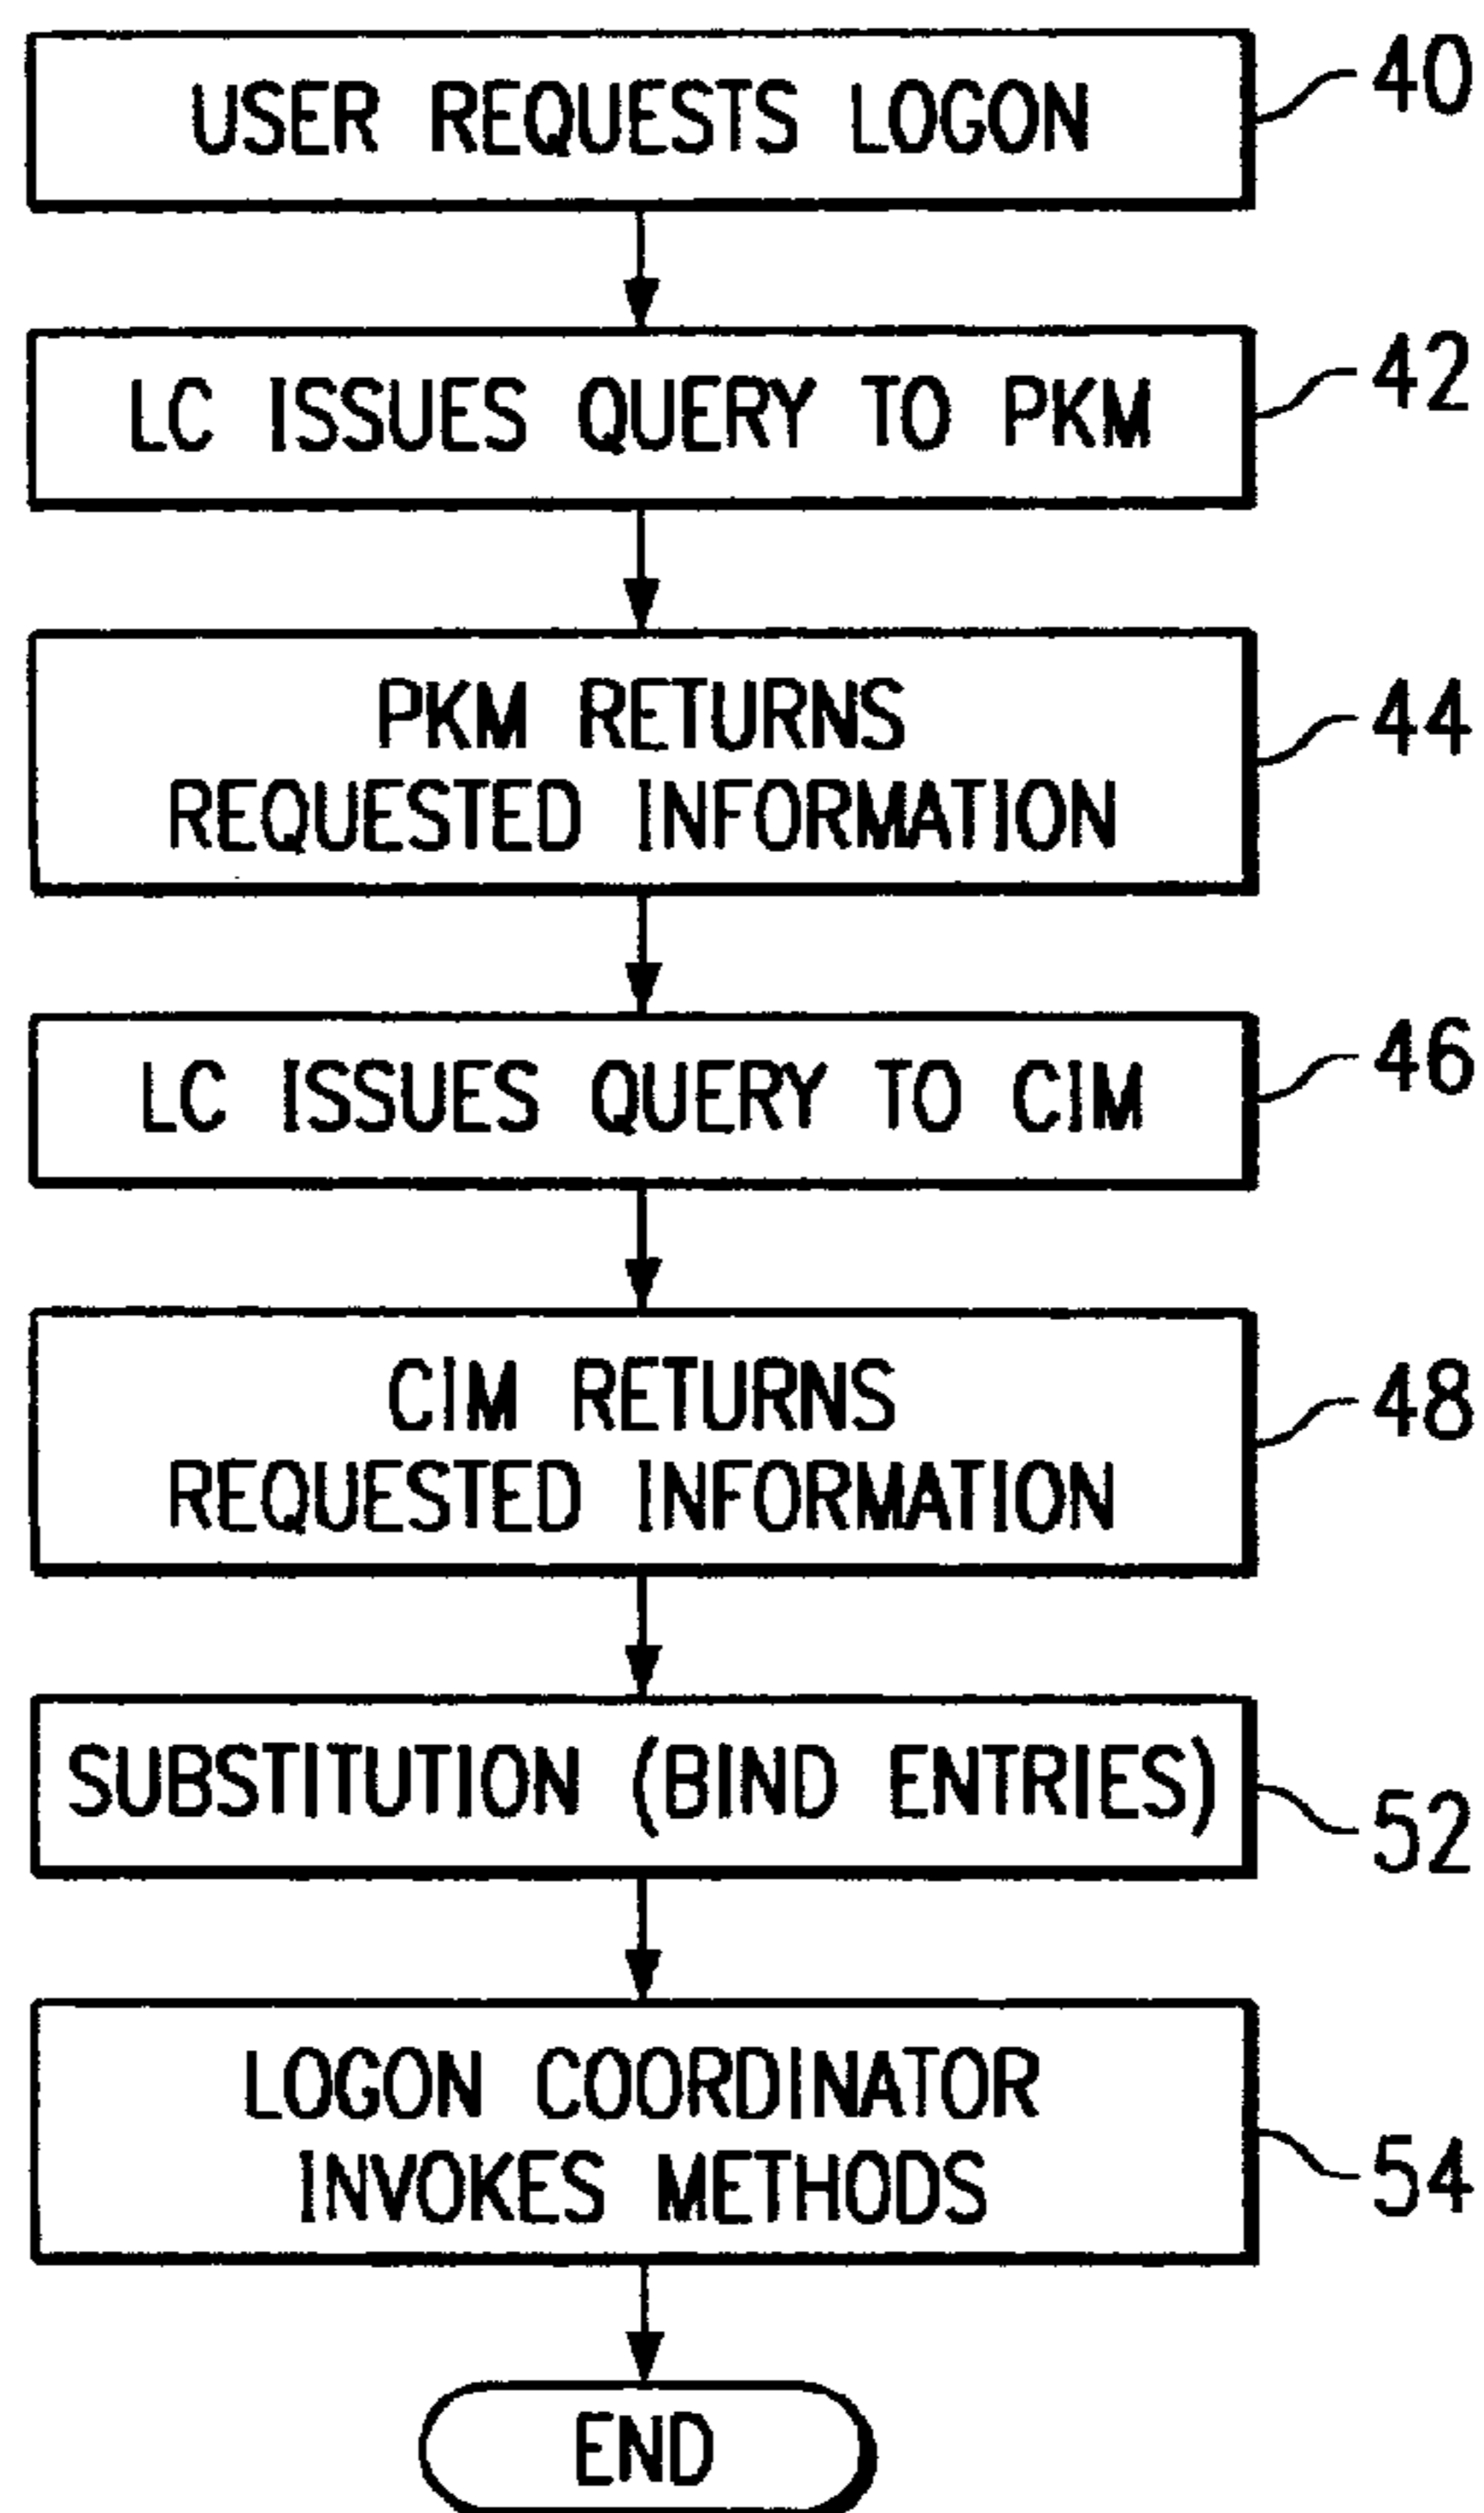 USER REQUESTS LOGON
40
LC ISSUES QUERY TO PKM
42
PKM RETURNS
REQUESTED INFORMATION
44
LC ISSUES QUERY TO CIM
46
CIM RETURNS
REQUESTED INFORMATION
48
SUBSTITUTION (BIND ENTRIES)
52
LOGON COORDINATOR
INVOKES METHODS
54
END